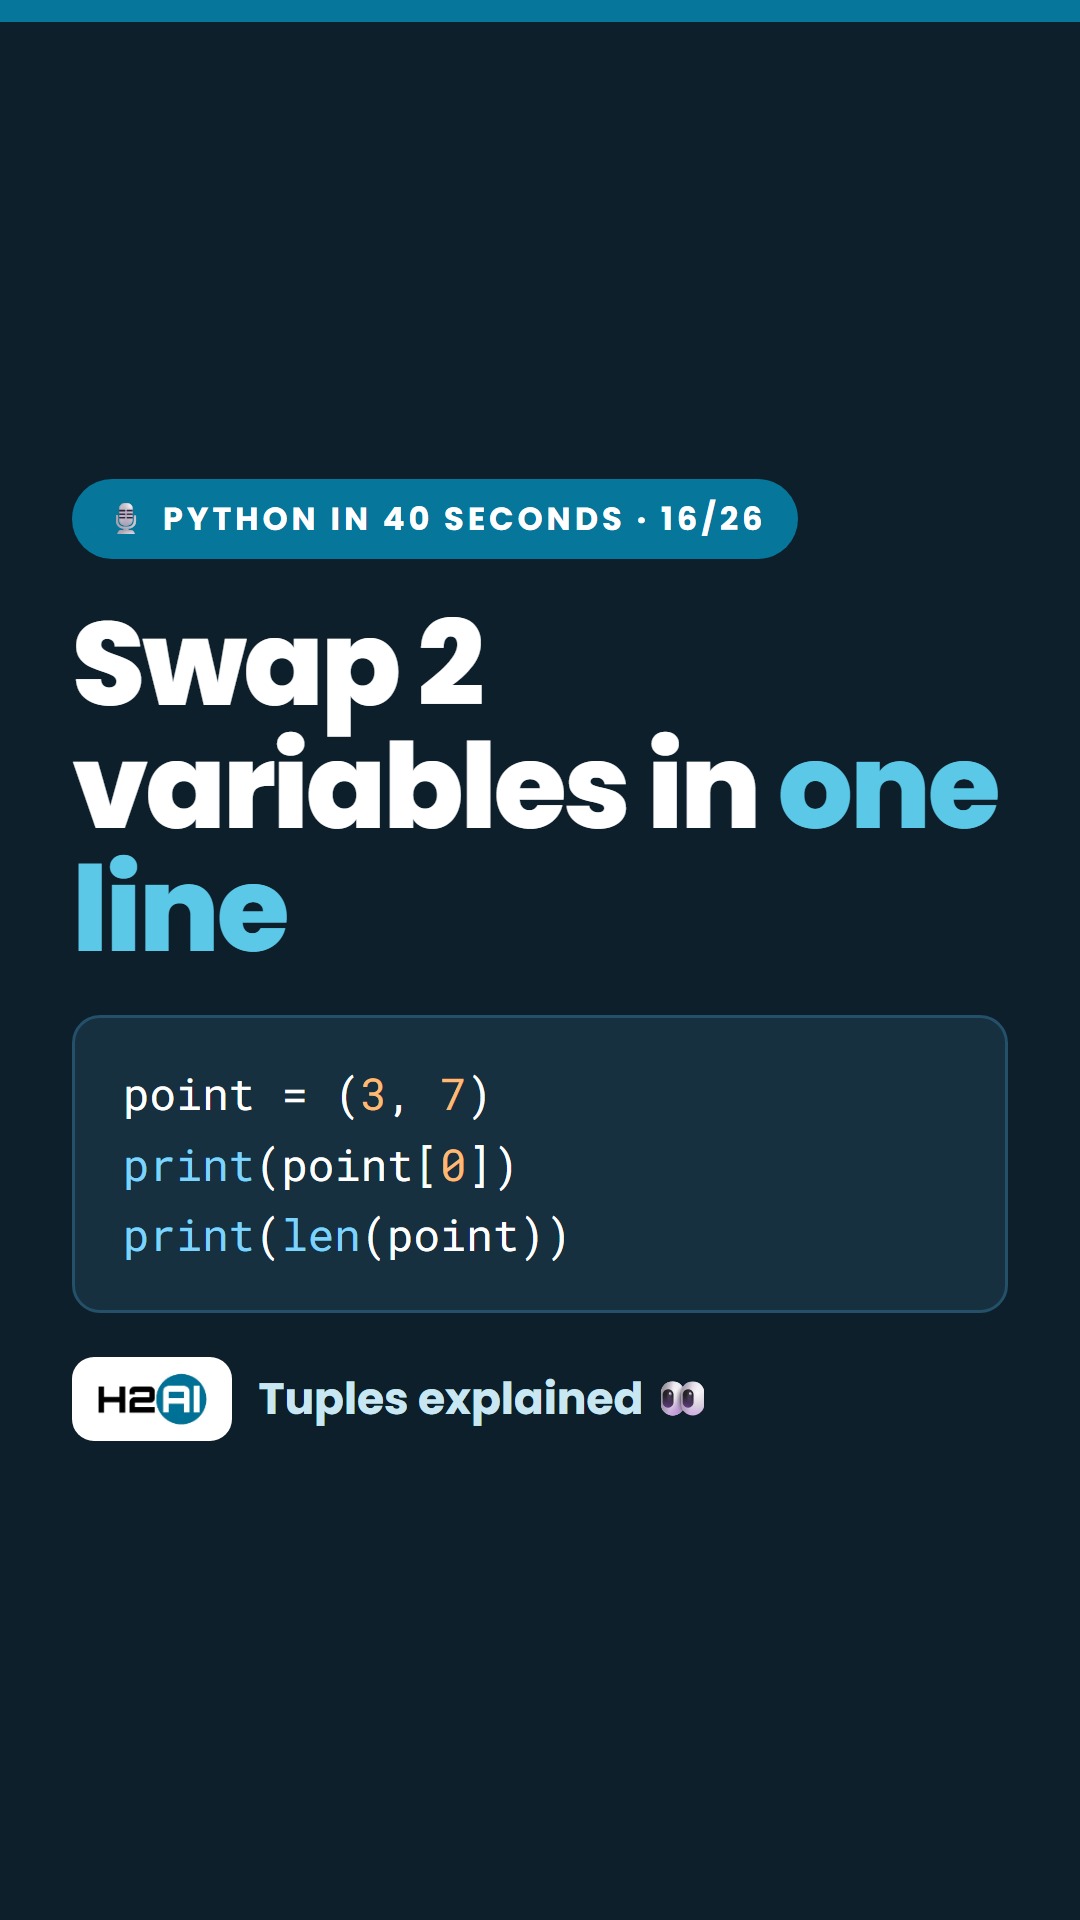 🎙️ PYTHON IN 40 SECONDS · 16/26
Swap 2
variables in one
line
point = (3, 7)
print(point[0])
print(len(point))
H2AI Tuples explained 👀